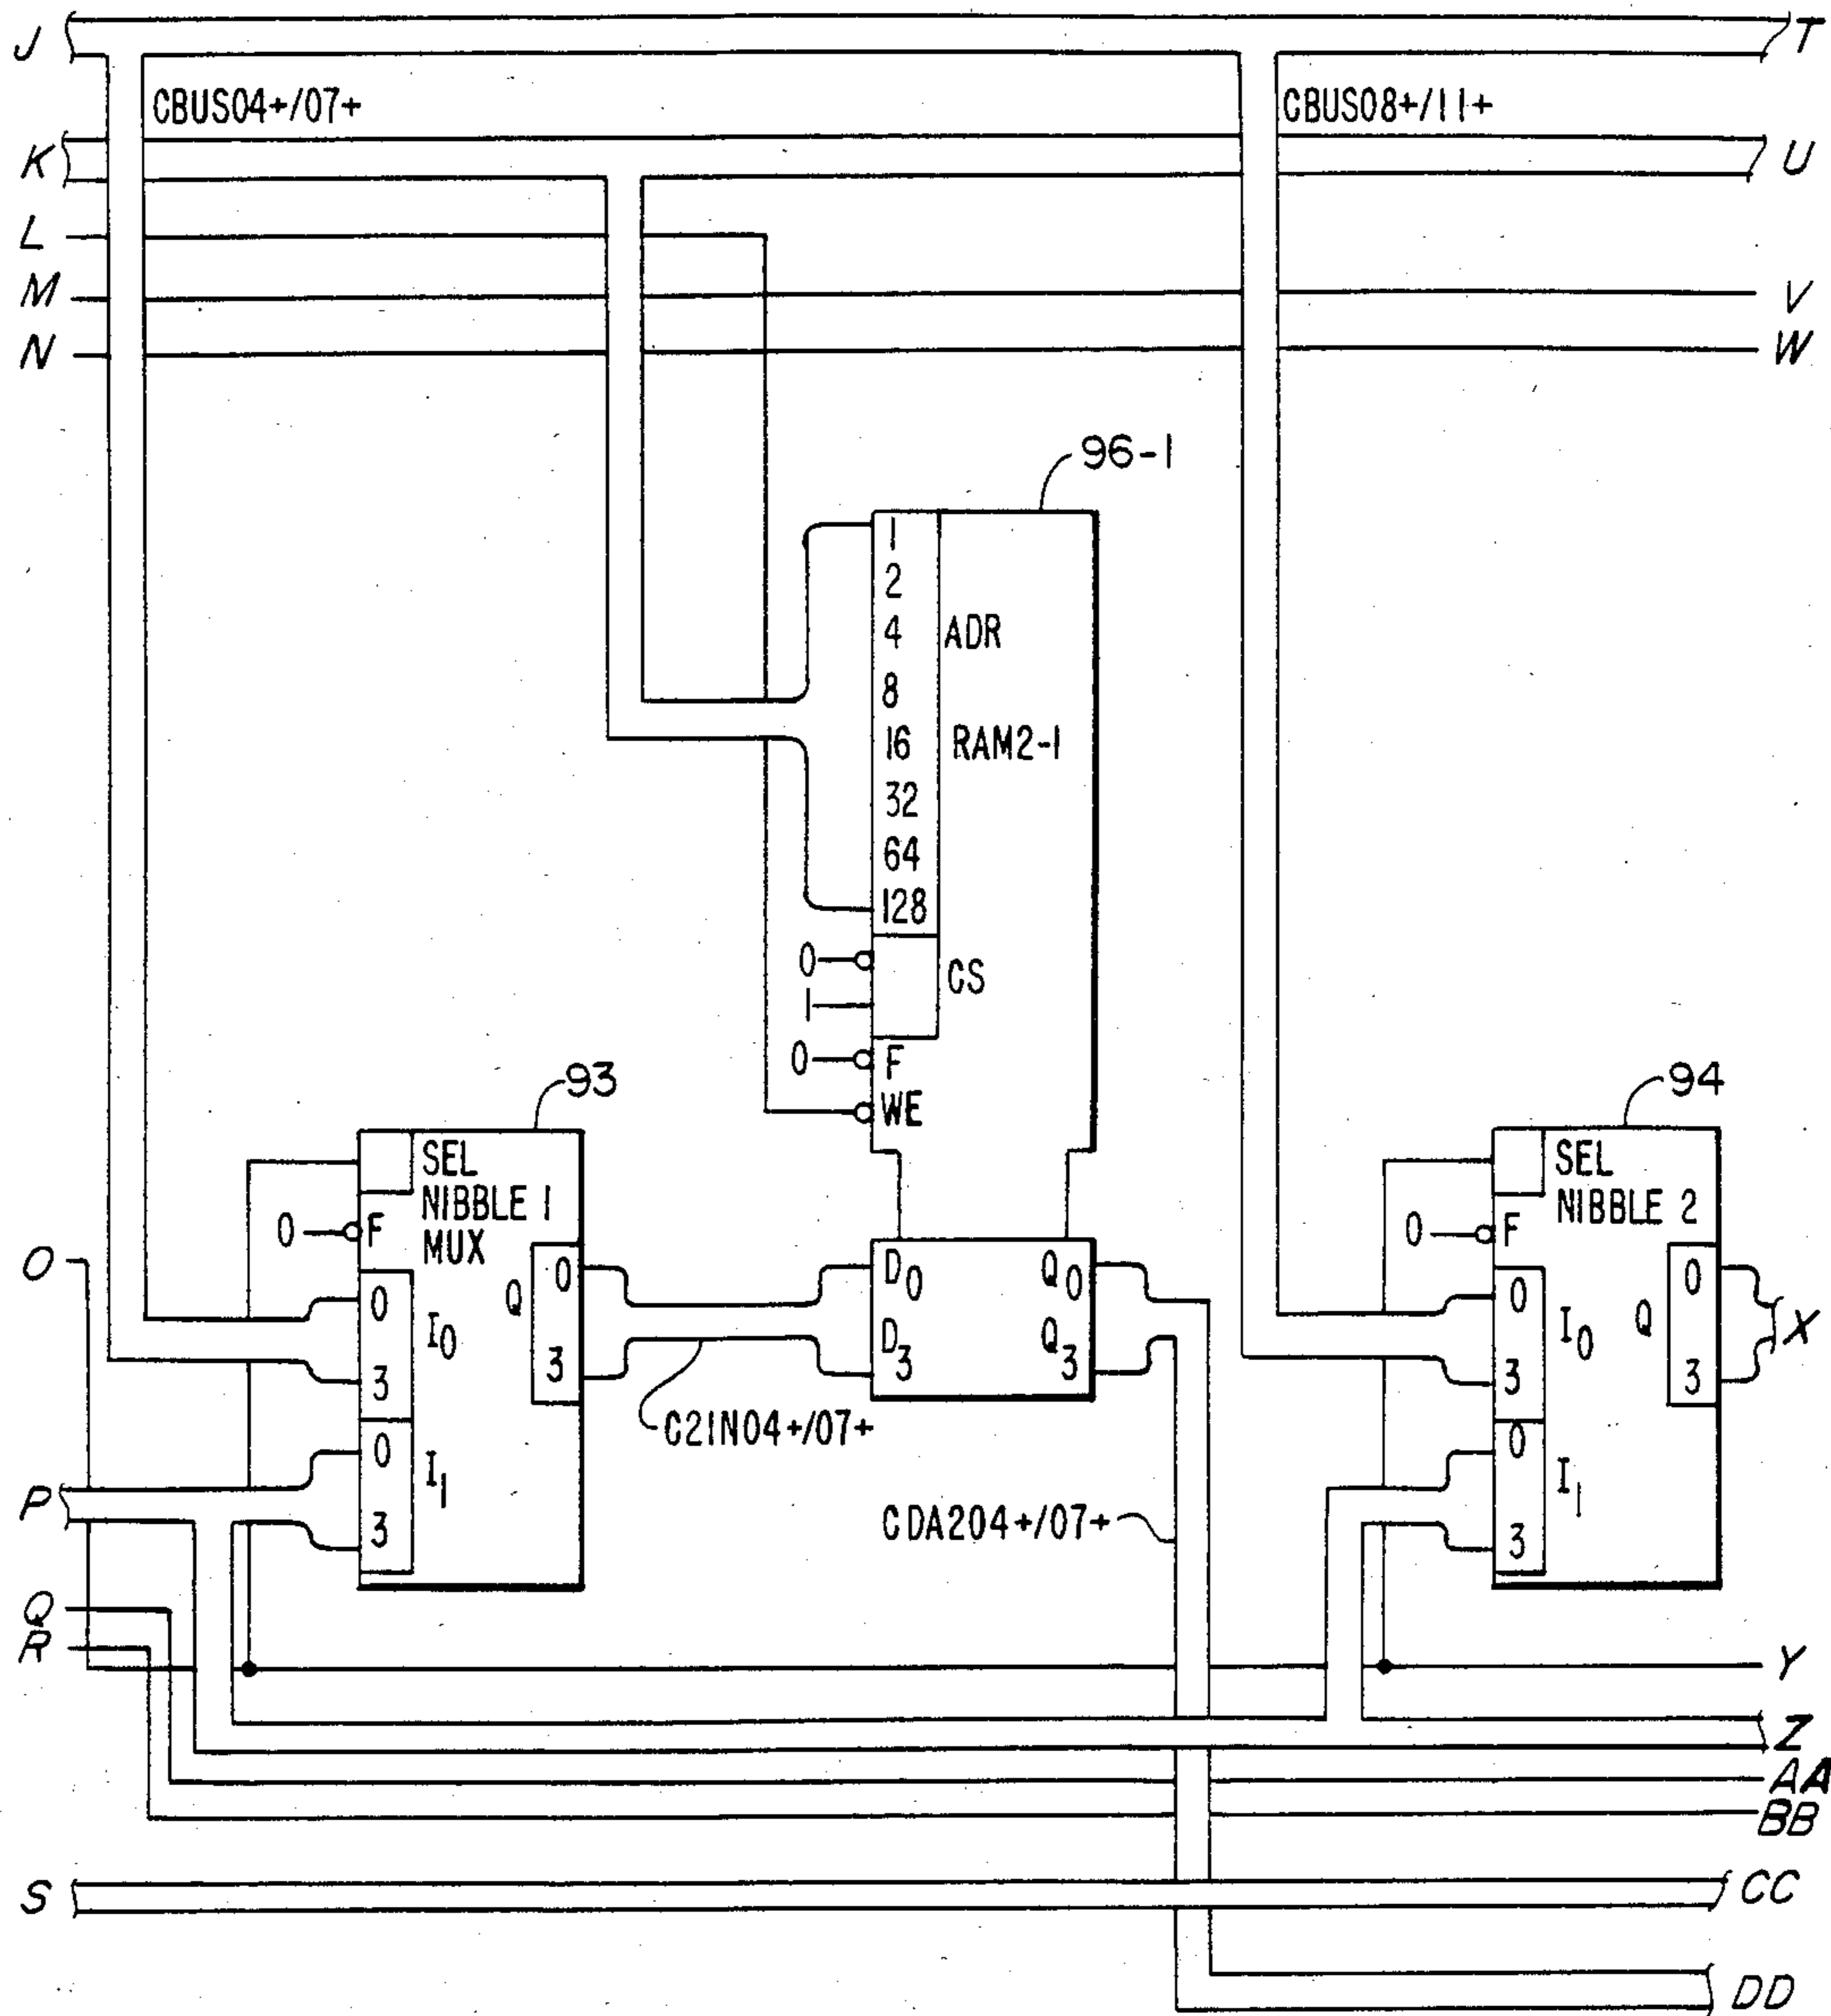 J T
CBUS04+/07+ CBUS08+/11+
K U
L
M V
N W
96-1
1
2
4 ADR
8
16 RAM2-1
32
64
128
0 CS
1
0 F
WE
93
SEL
NIBBLE 1
MUX
0 F
0
I0
3
0
I1
3
Q
0
3
D0 Q0
D3 Q3
C2IN04+/07+
CDA204+/07+
94
SEL
NIBBLE 2
0 F
0
I0
3
0
I1
3
Q
0
3
X
O
P
Q
R
Y
Z
AA
BB
S CC
DD